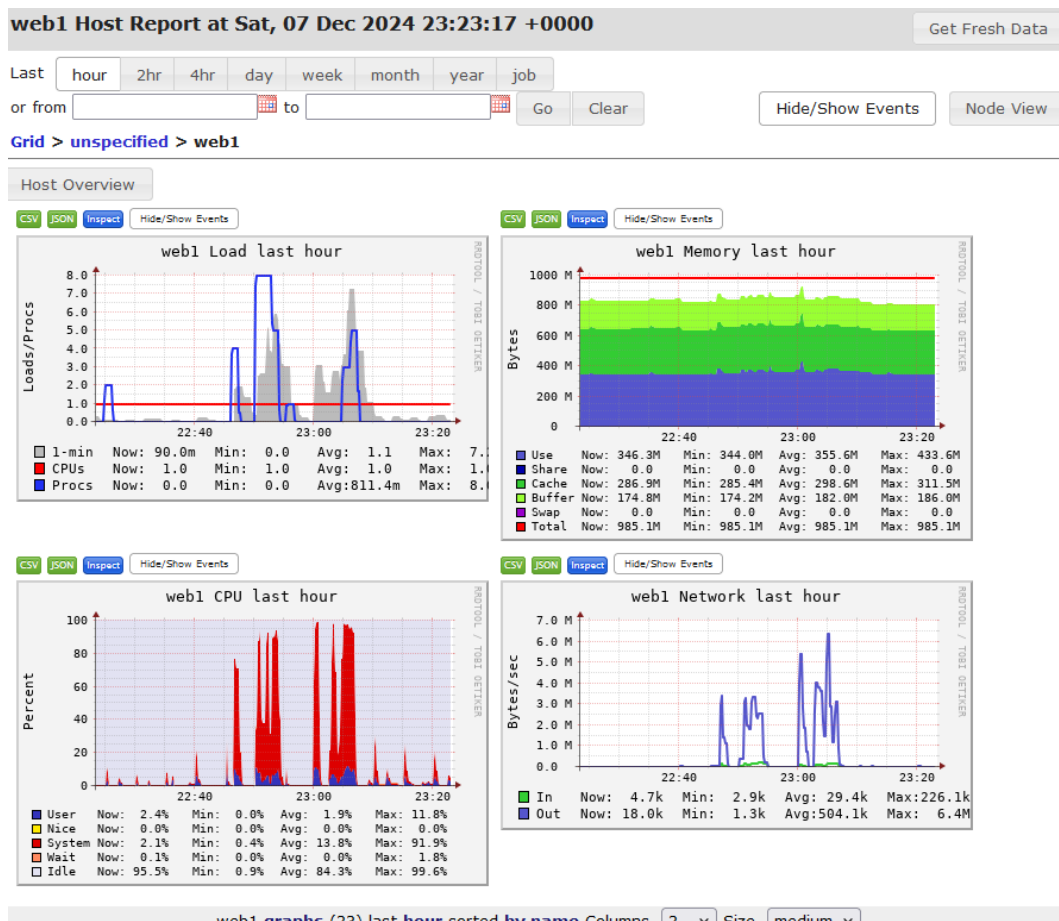 web1 Host Report at Sat, 07 Dec 2024 23:23:17 +0000
Get Fresh Data
Last hour 2hr 4hr day week month year job
or from to Go Clear Hide/Show Events Node View
Grid > unspecified > web1
Host Overview
CSV JSON Inspect Hide/Show Events
web1 Load last hour
RRDTOOL / TOBI OETIKER
Loads/Procs
8.0
7.0
6.0
5.0
4.0
3.0
2.0
1.0
0.0
22:40 23:00 23:20
1-min Now: 90.0m Min: 0.0 Avg: 1.1 Max: 7.
CPUs Now: 1.0 Min: 1.0 Avg: 1.0 Max: 1.
Procs Now: 0.0 Min: 0.0 Avg:811.4m Max: 8.
CSV JSON Inspect Hide/Show Events
web1 Memory last hour
RRDTOOL / TOBI OETIKER
Bytes
1000 M
800 M
600 M
400 M
200 M
0
22:40 23:00 23:20
Use Now: 346.3M Min: 344.0M Avg: 355.6M Max: 433.6M
Share Now: 0.0 Min: 0.0 Avg: 0.0 Max: 0.0
Cache Now: 286.9M Min: 285.4M Avg: 298.6M Max: 311.5M
Buffer Now: 174.8M Min: 174.2M Avg: 182.0M Max: 186.0M
Swap Now: 0.0 Min: 0.0 Avg: 0.0 Max: 0.0
Total Now: 985.1M Min: 985.1M Avg: 985.1M Max: 985.1M
CSV JSON Inspect Hide/Show Events
web1 CPU last hour
RRDTOOL / TOBI OETIKER
Percent
100
80
60
40
20
0
22:40 23:00 23:20
User Now: 2.4% Min: 0.0% Avg: 1.9% Max: 11.8%
Nice Now: 0.0% Min: 0.0% Avg: 0.0% Max: 0.0%
System Now: 2.1% Min: 0.4% Avg: 13.8% Max: 91.9%
Wait Now: 0.1% Min: 0.0% Avg: 0.0% Max: 1.8%
Idle Now: 95.5% Min: 0.9% Avg: 84.3% Max: 99.6%
CSV JSON Inspect Hide/Show Events
web1 Network last hour
RRDTOOL / TOBI OETIKER
Bytes/sec
7.0 M
6.0 M
5.0 M
4.0 M
3.0 M
2.0 M
1.0 M
0.0
22:40 23:00 23:20
In Now: 4.7k Min: 2.9k Avg: 29.4k Max:226.1k
Out Now: 18.0k Min: 1.3k Avg:504.1k Max: 6.4M
web1 graphs (23) last hour sorted by name Columns 2 Size medium